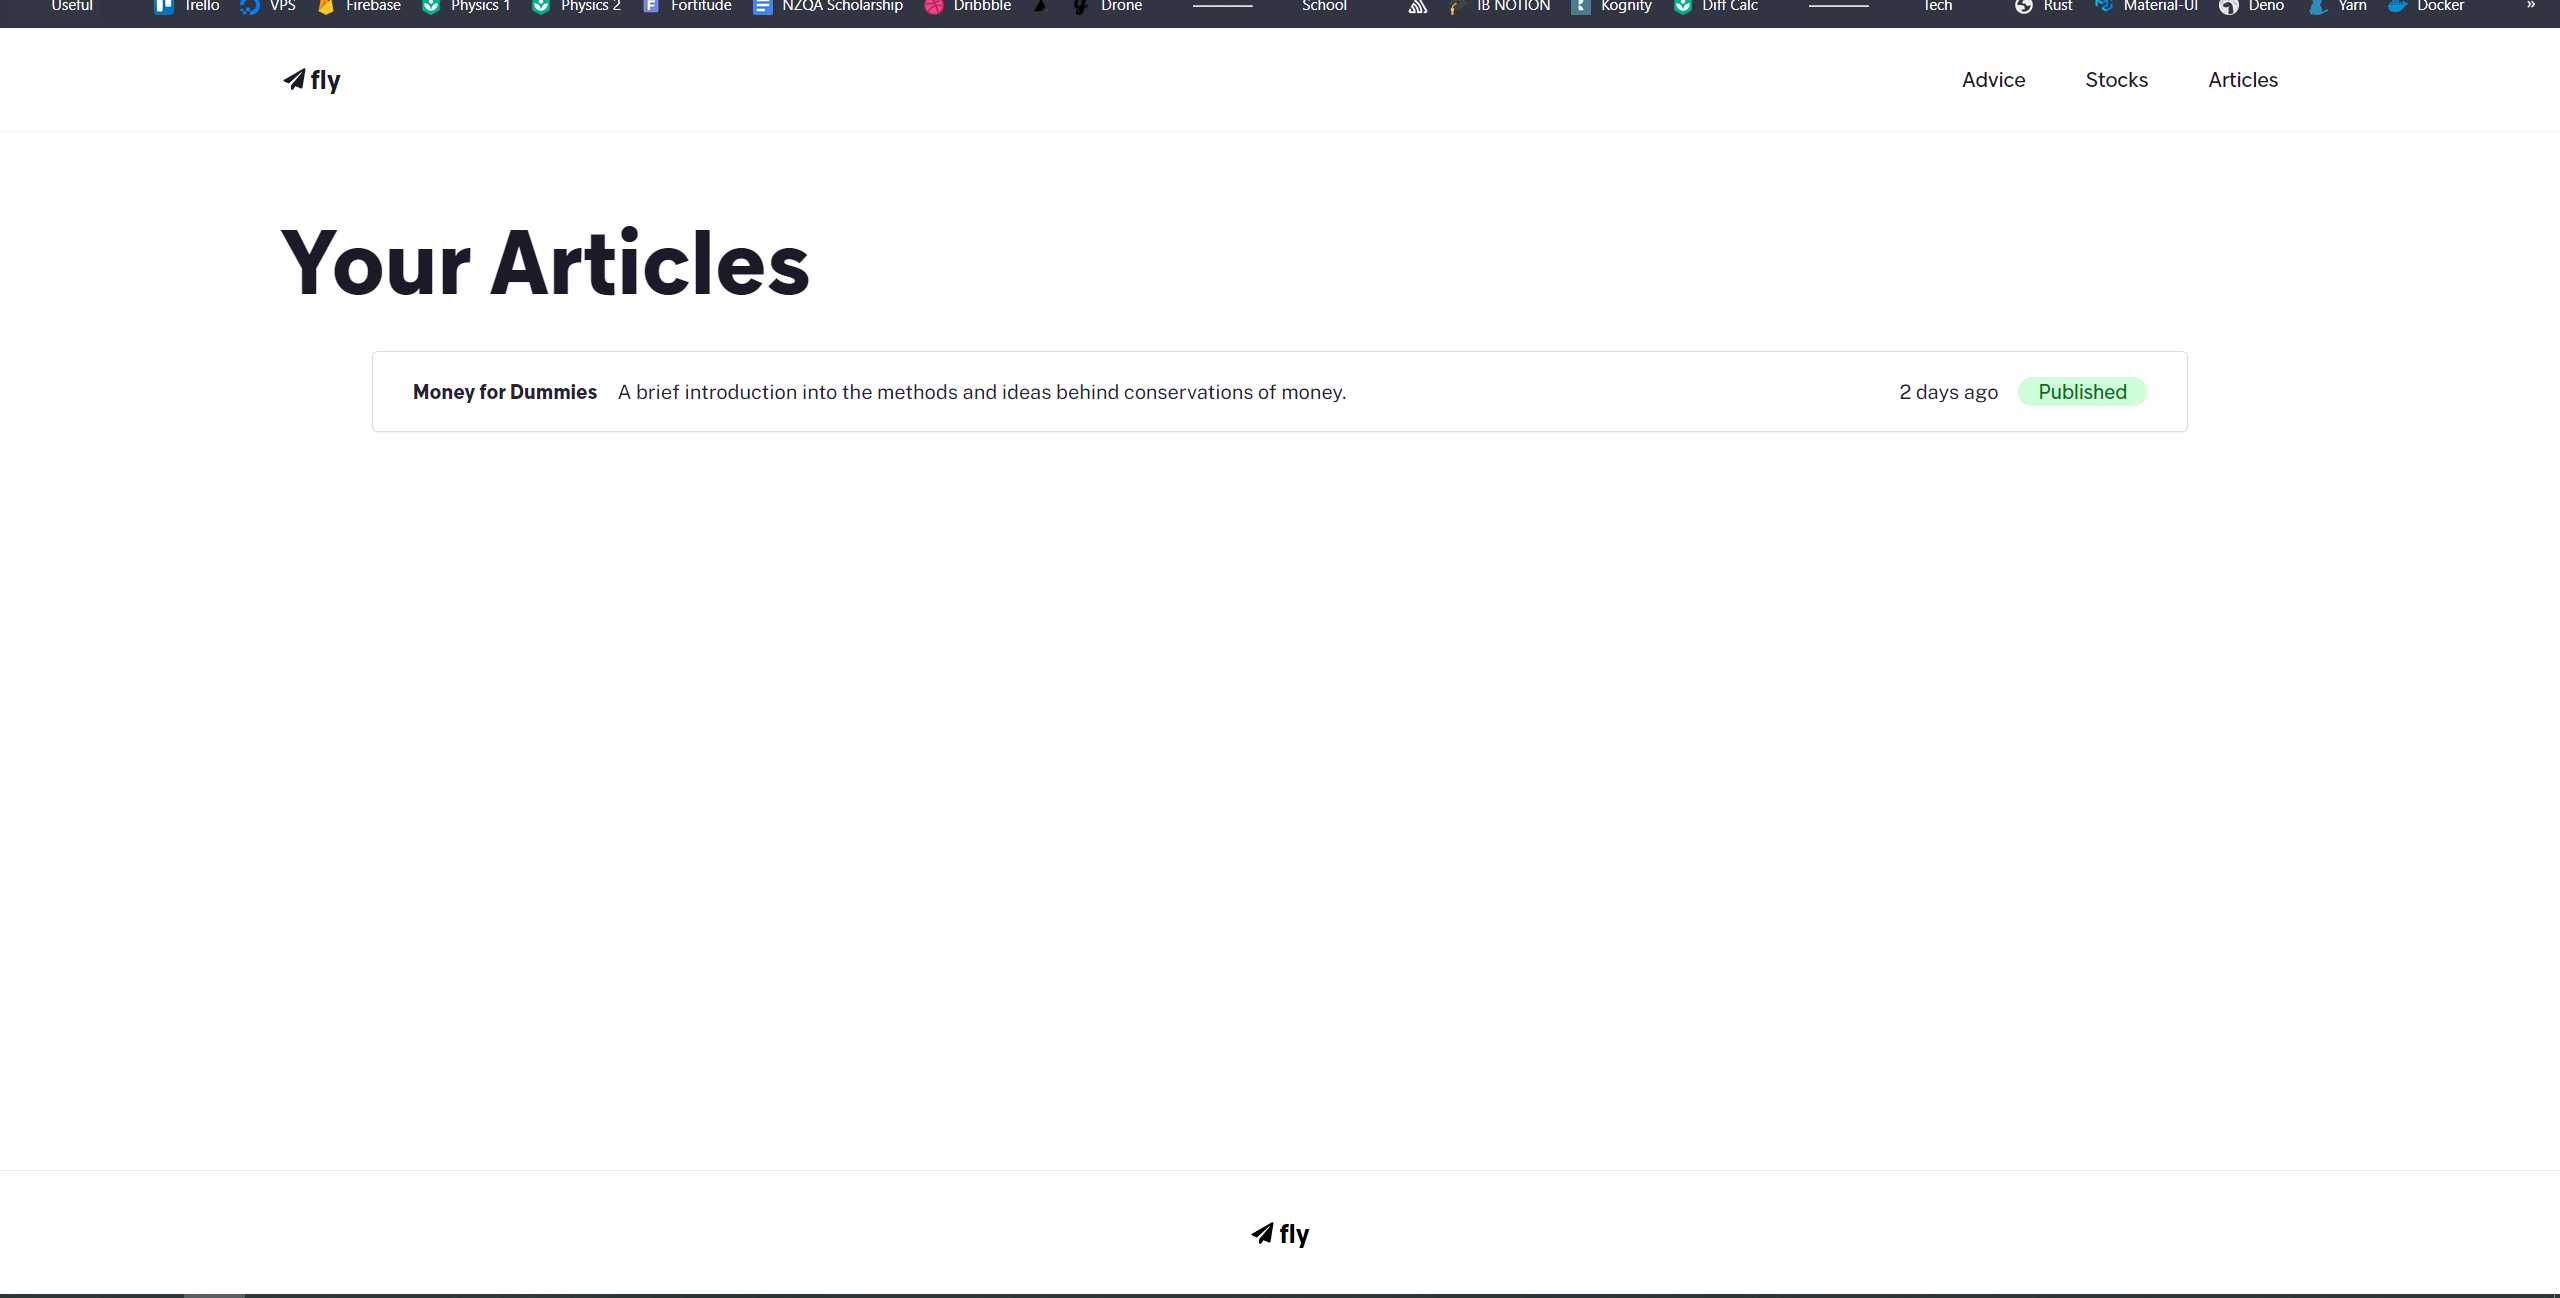 Useful Trello VPS Firebase Physics 1 Physics 2 Fortitude NZQA Scholarship Dribbble Drone School IB NOTION Kognity Diff Calc Tech Rust Material-UI Deno Yarn Docker »
fly Advice Stocks Articles
Your Articles
Money for Dummies A brief introduction into the methods and ideas behind conservations of money. 2 days ago Published
fly